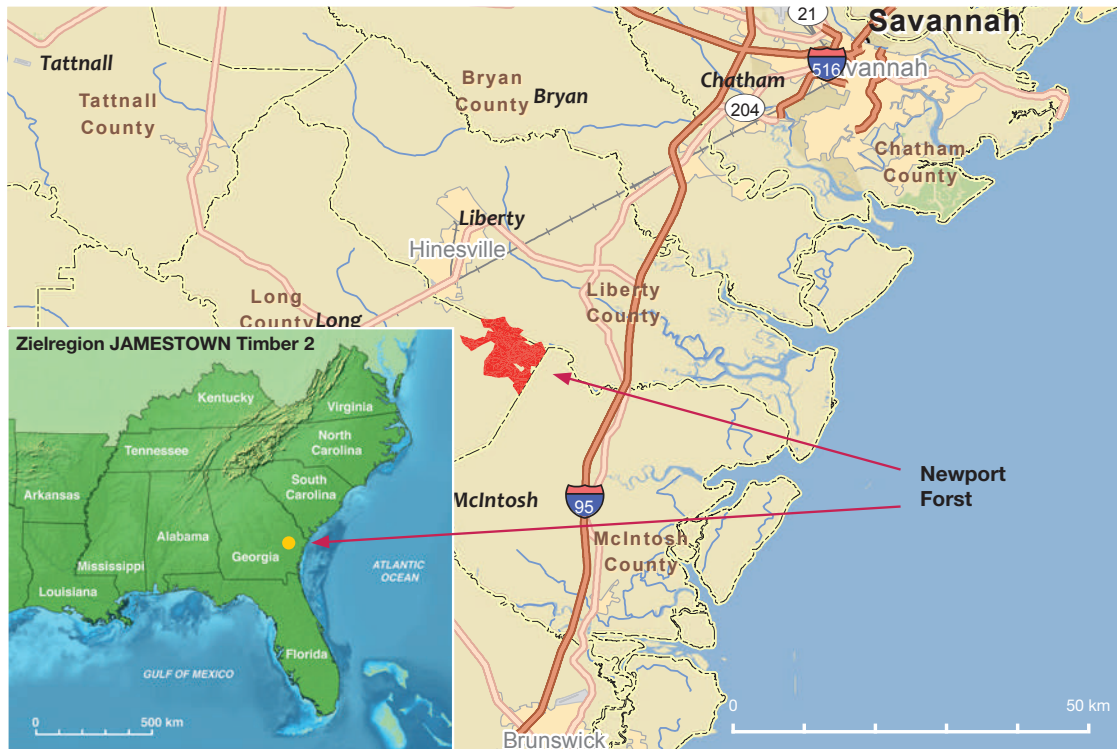 21
Savannah
Tattnall
516
vannah
Chatham
Bryan
County
Bryan
Tattnall
County
204
Chatham
County
Liberty
Hinesville
Long
County
Long
Liberty
County
Zielregion JAMESTOWN Timber 2
Kentucky
Virginia
Tennessee
North
Carolina
South
Carolina
Arkansas
Alabama
Georgia
Mississippi
Louisiana
ATLANTIC
OCEAN
Florida
GULF OF MEXICO
0
500 km
Newport
Forst
McIntosh
95
McIntosh
County
Brunswick
0
50 km